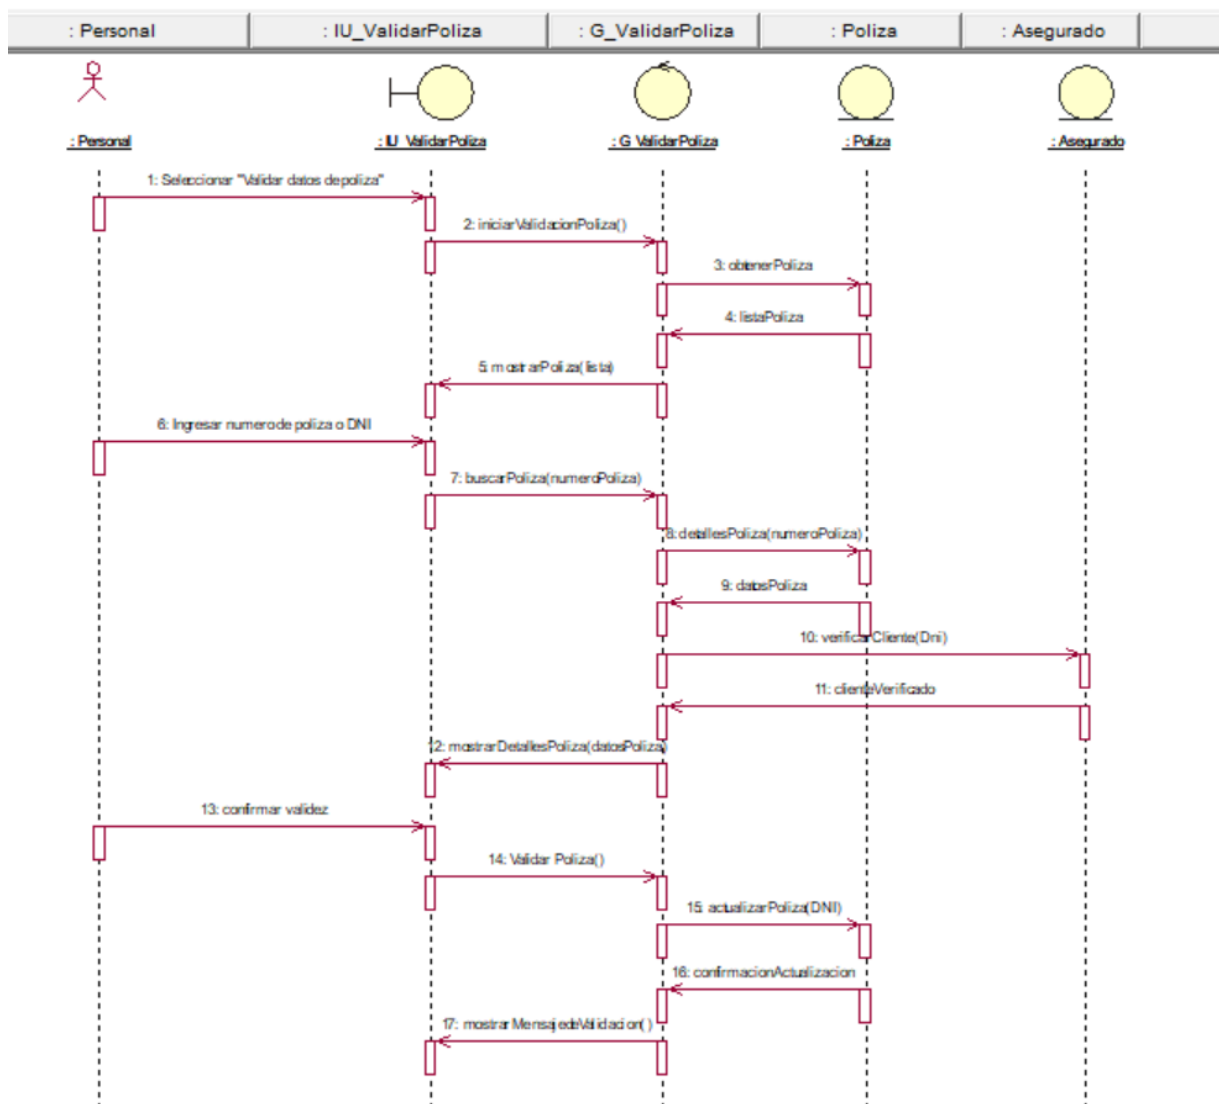 : Personal
: IU_ValidarPoliza
: G_ValidarPoliza
: Poliza
: Asegurado
: Personal
: IU_ValidarPoliza
: G_ValidarPoliza
: Poliza
: Asegurado
1: Seleccionar "Validar datos de poliza"
2: iniciarValidacionPoliza()
3: obtenerPoliza
4: listaPoliza
5: mostrarPoliza(lista)
6: Ingresar numero de poliza o DNI
7: buscarPoliza(numeroPoliza)
8: detallesPoliza(numeroPoliza)
9: datosPoliza
10: verificarCliente(Dni)
11: clienteVerificado
12: mostrarDetallesPoliza(datosPoliza)
13: confirmar validez
14: Validar Poliza()
15: actualizarPoliza(DNI)
16: confirmacionActualizacion
17: mostrarMensajedeValidacion()